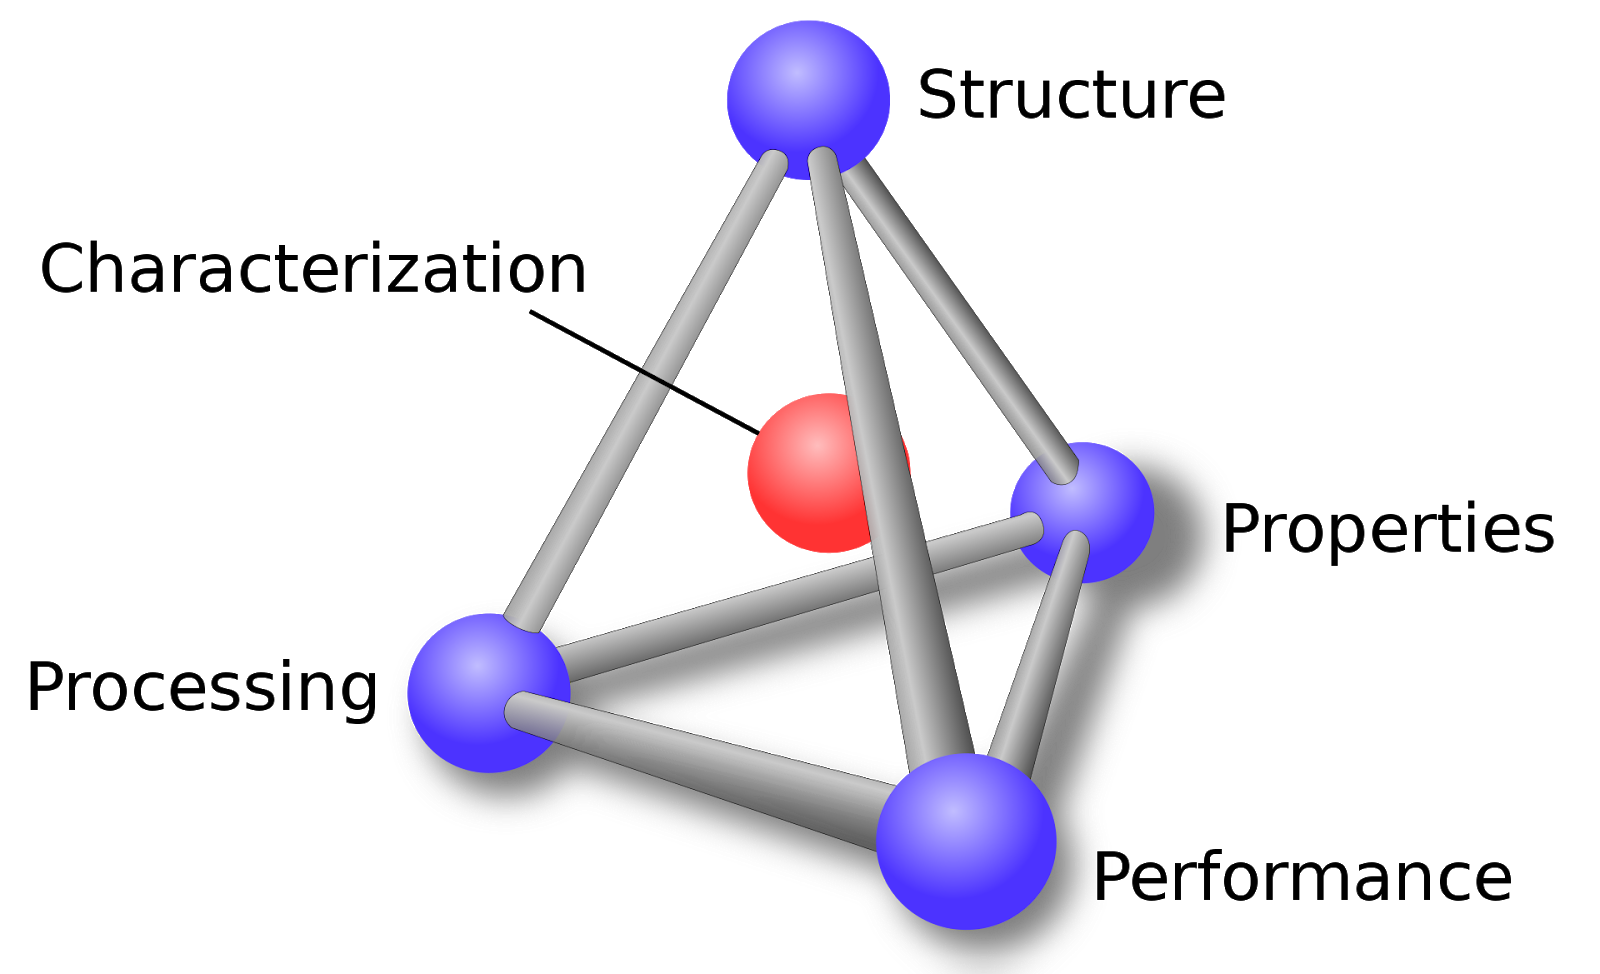 Structure
Characterization
Properties
Processing
Performance